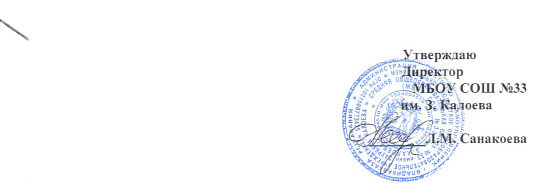 Утверждаю
Директор
МБОУ СОШ №33
им. З. Калоева
Л.М. Санакоева